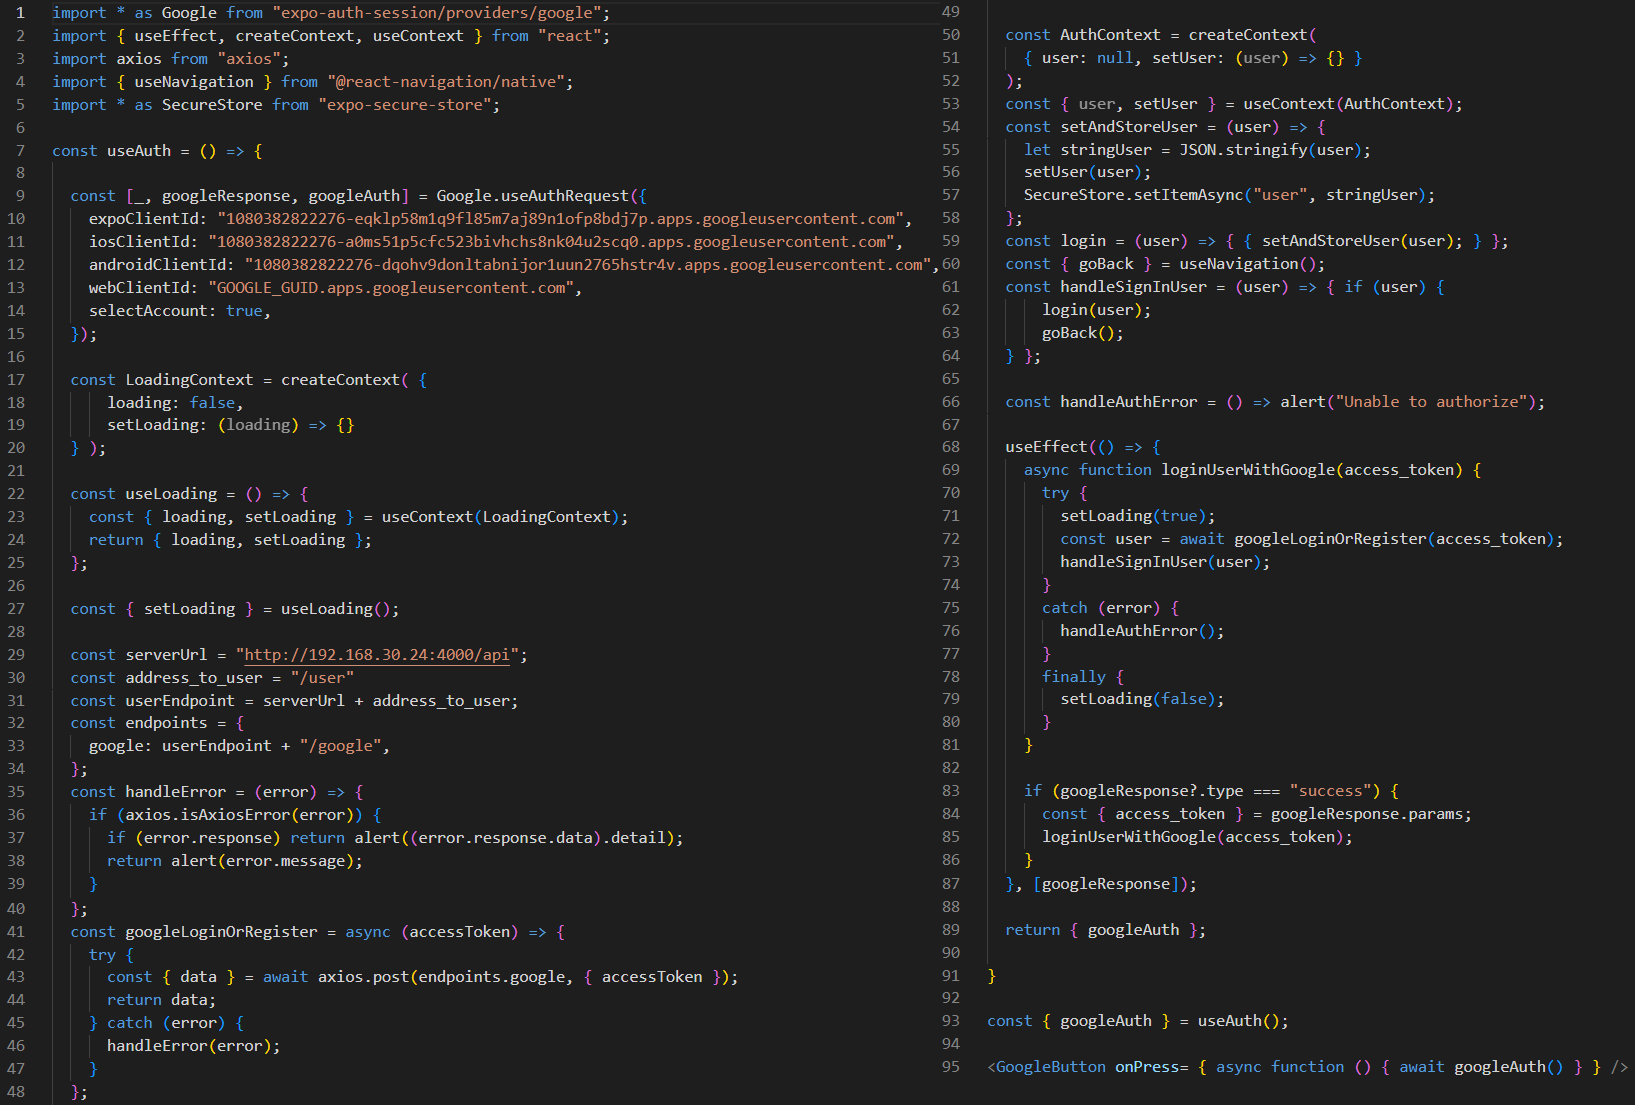 1 import * as Google from "expo-auth-session/providers/google";
2 import { useEffect, createContext, useContext } from "react";
3 import axios from "axios";
4 import { useNavigation } from "@react-navigation/native";
5 import * as SecureStore from "expo-secure-store";
6
7 const useAuth = () => {
8
9 const [_, googleResponse, googleAuth] = Google.useAuthRequest({
10 expoClientId: "1080382822276-eqklp58m1q9fl85m7aj89n1ofp8bdj7p.apps.googleusercontent.com",
11 iosClientId: "1080382822276-a0ms51p5cfc523bivhchs8nk04u2scq0.apps.googleusercontent.com",
12 androidClientId: "1080382822276-dqohv9donltabnijor1uun2765hstr4v.apps.googleusercontent.com",
13 webClientId: "GOOGLE_GUID.apps.googleusercontent.com",
14 selectAccount: true,
15 });
16
17 const LoadingContext = createContext( {
18 loading: false,
19 setLoading: (loading) => {}
20 } );
21
22 const useLoading = () => {
23 const { loading, setLoading } = useContext(LoadingContext);
24 return { loading, setLoading };
25 };
26
27 const { setLoading } = useLoading();
28
29 const serverUrl = "http://192.168.30.24:4000/api";
30 const address_to_user = "/user"
31 const userEndpoint = serverUrl + address_to_user;
32 const endpoints = {
33 google: userEndpoint + "/google",
34 };
35 const handleError = (error) => {
36 if (axios.isAxiosError(error)) {
37 if (error.response) return alert((error.response.data).detail);
38 return alert(error.message);
39 }
40 };
41 const googleLoginOrRegister = async (accessToken) => {
42 try {
43 const { data } = await axios.post(endpoints.google, { accessToken });
44 return data;
45 } catch (error) {
46 handleError(error);
47 }
48 };
49
50 const AuthContext = createContext(
51 { user: null, setUser: (user) => {} }
52 );
53 const { user, setUser } = useContext(AuthContext);
54 const setAndStoreUser = (user) => {
55 let stringUser = JSON.stringify(user);
56 setUser(user);
57 SecureStore.setItemAsync("user", stringUser);
58 };
59 const login = (user) => { { setAndStoreUser(user); } };
60 const { goBack } = useNavigation();
61 const handleSignInUser = (user) => { if (user) {
62 login(user);
63 goBack();
64 } };
65
66 const handleAuthError = () => alert("Unable to authorize");
67
68 useEffect(() => {
69 async function loginUserWithGoogle(access_token) {
70 try {
71 setLoading(true);
72 const user = await googleLoginOrRegister(access_token);
73 handleSignInUser(user);
74 }
75 catch (error) {
76 handleAuthError();
77 }
78 finally {
79 setLoading(false);
80 }
81 }
82
83 if (googleResponse?.type === "success") {
84 const { access_token } = googleResponse.params;
85 loginUserWithGoogle(access_token);
86 }
87 }, [googleResponse]);
88
89 return { googleAuth };
90
91 }
92
93 const { googleAuth } = useAuth();
94
95 <GoogleButton onPress= { async function () { await googleAuth() } } />